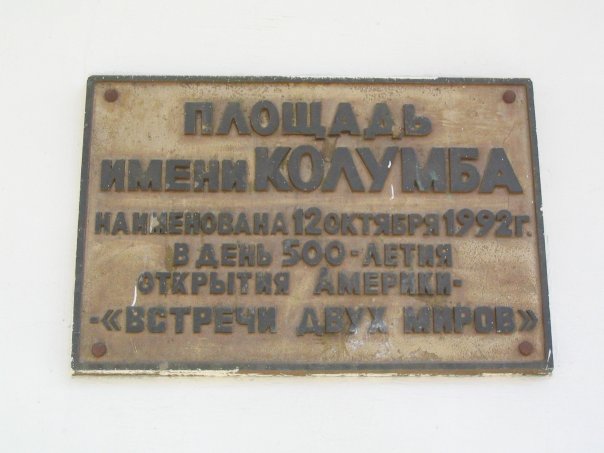 ПЛОЩАДЬ
ИМЕНИ КОЛУМБА
НАИМЕНОВАНА 12 ОКТЯБРЯ 1992 г.
В ДЕНЬ 500-ЛЕТИЯ
ОТКРЫТИЯ АМЕРИКИ-
-«ВСТРЕЧИ ДВУХ МИРОВ»